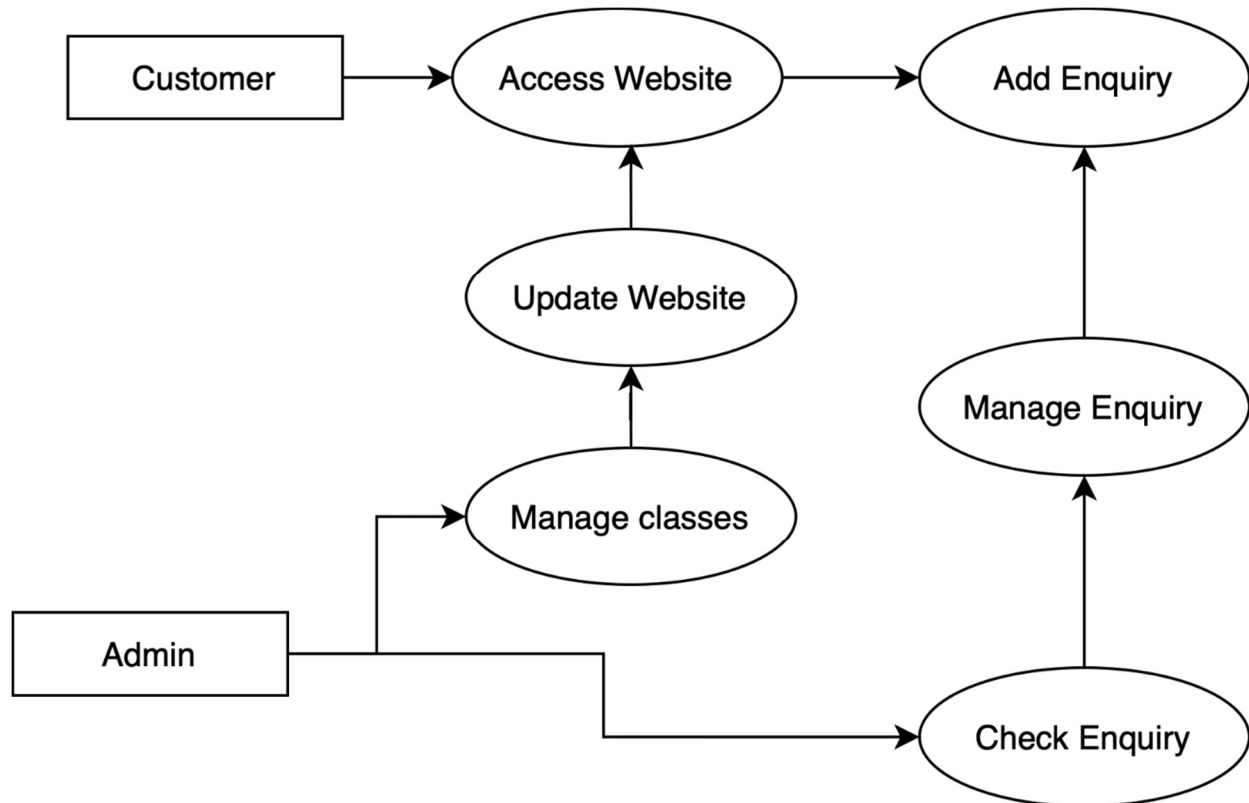 Customer
Access Website
Add Enquiry
Update Website
Manage Enquiry
Manage classes
Admin
Check Enquiry